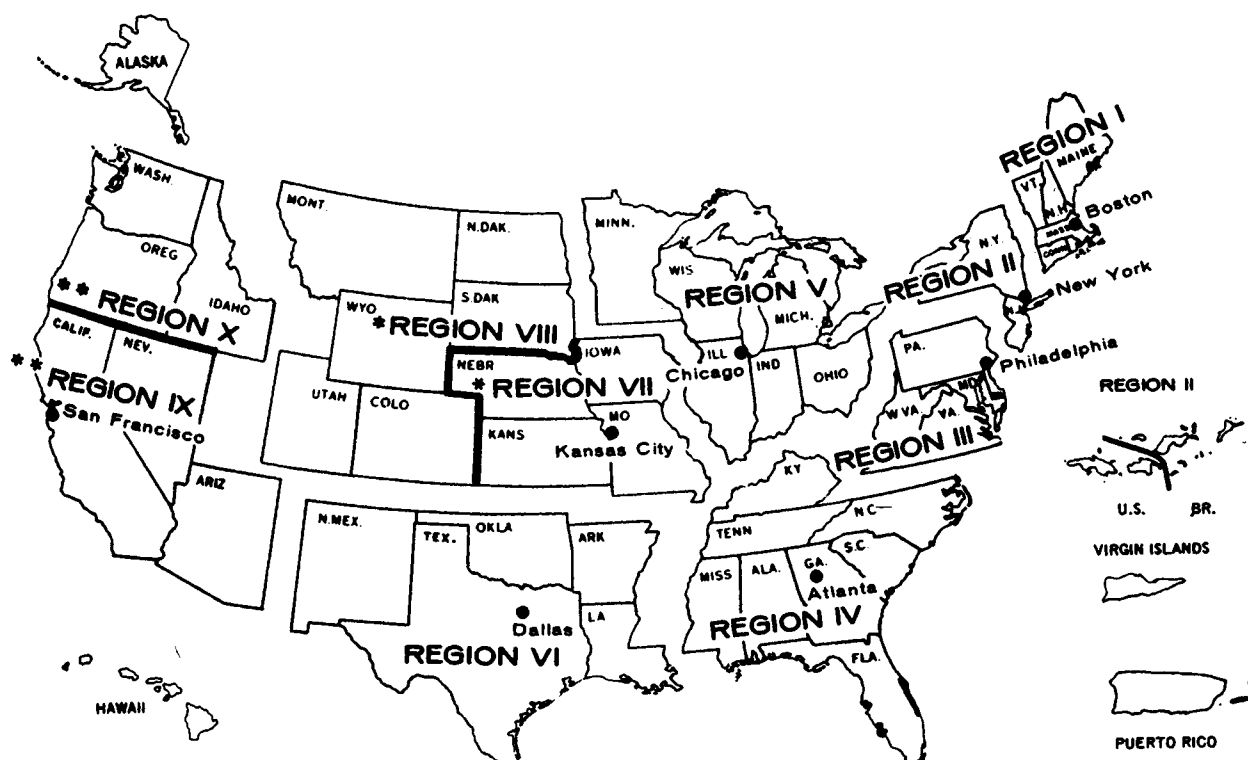 ALASKA
REGION I
MAINE
WASH.
VT.
N.H.
Boston
MASS
CONN
MONT.
N.DAK.
MINN.
OREG
N.Y.
WIS
REGION II
New York
N.J.
** REGION X
IDAHO
WYO
S.DAK
REGION V
MICH.
*REGION VIII
CALIF.
NEV.
IOWA
ILL
IND
OHIO
PA.
Philadelphia
NEBR
Chicago
** REGION IX
* REGION VII
MD
REGION II
UTAH
COLO
San Francisco
KANS
MO
Kansas City
W VA.
VA.
REGION III
KY
ARIZ
U.S. BR.
VIRGIN ISLANDS
N.MEX.
TEX.
OKLA
ARK
TENN
N C
S.C.
MISS
ALA.
GA.
Atlanta
Dallas
LA
REGION IV
REGION VI
FLA.
HAWAII
PUERTO RICO